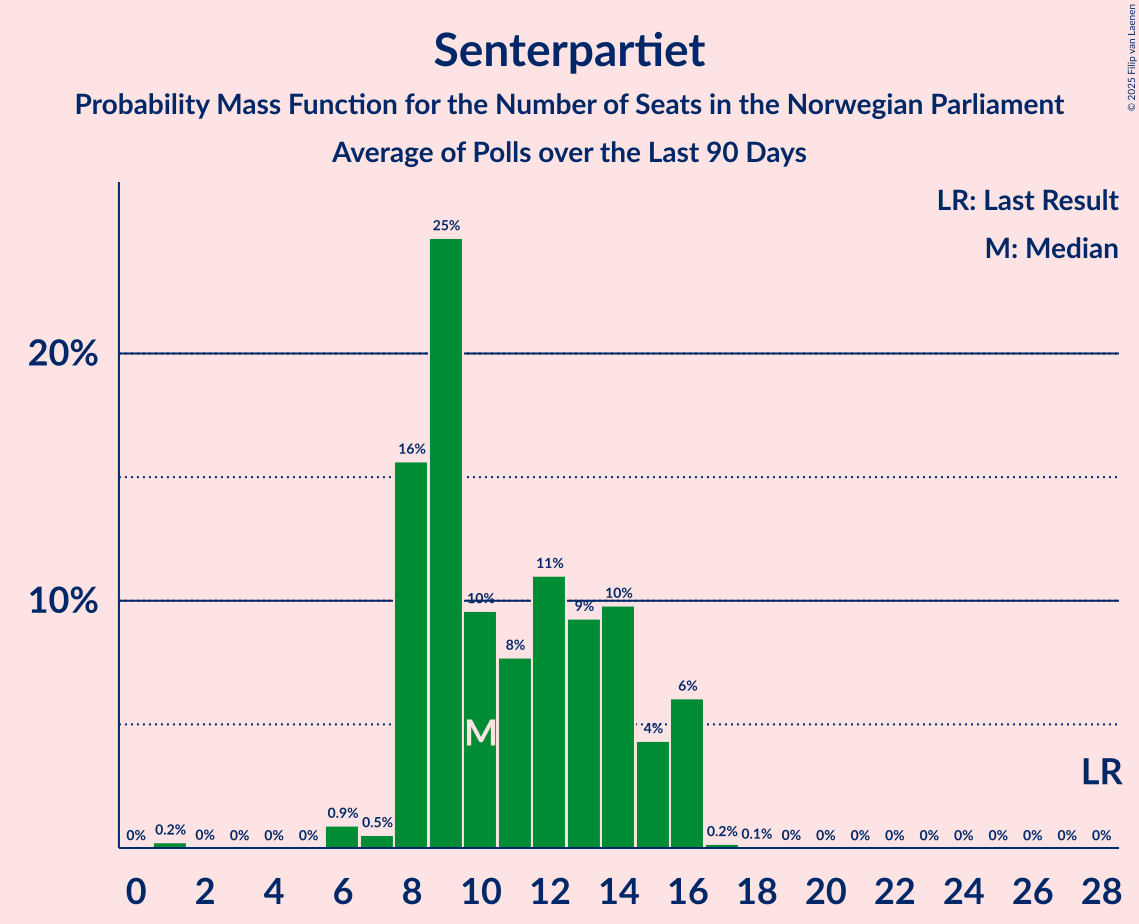 Senterpartiet
Probability Mass Function for the Number of Seats in the Norwegian Parliament
Average of Polls over the Last 90 Days
© 2025 Filip van Laenen
LR: Last Result
M: Median
20%
10%
0% 0.2% 0% 0% 0% 0% 0.9% 0.5% 16% 25% 10% 8% 11% 9% 10% 4% 6% 0.2% 0.1% 0% 0% 0% 0% 0% 0% 0% 0% 0% 0%
M
LR
0 2 4 6 8 10 12 14 16 18 20 22 24 26 28